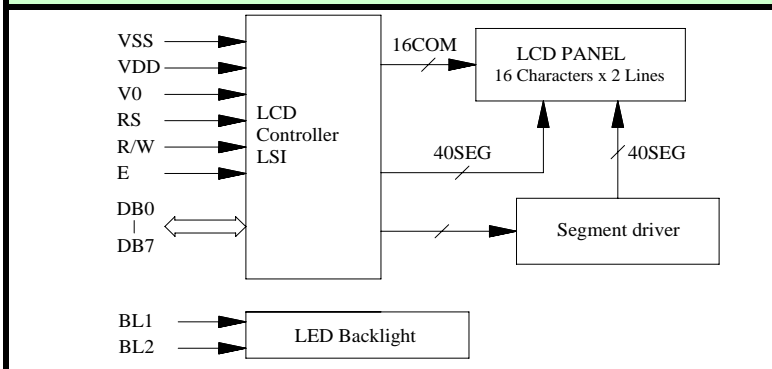 VSS
VDD
V0
RS
R/W
E
DB0
|
DB7
LCD
Controller
LSI
16COM
LCD PANEL
16 Characters x 2 Lines
40SEG
40SEG
Segment driver
BL1
BL2
LED Backlight